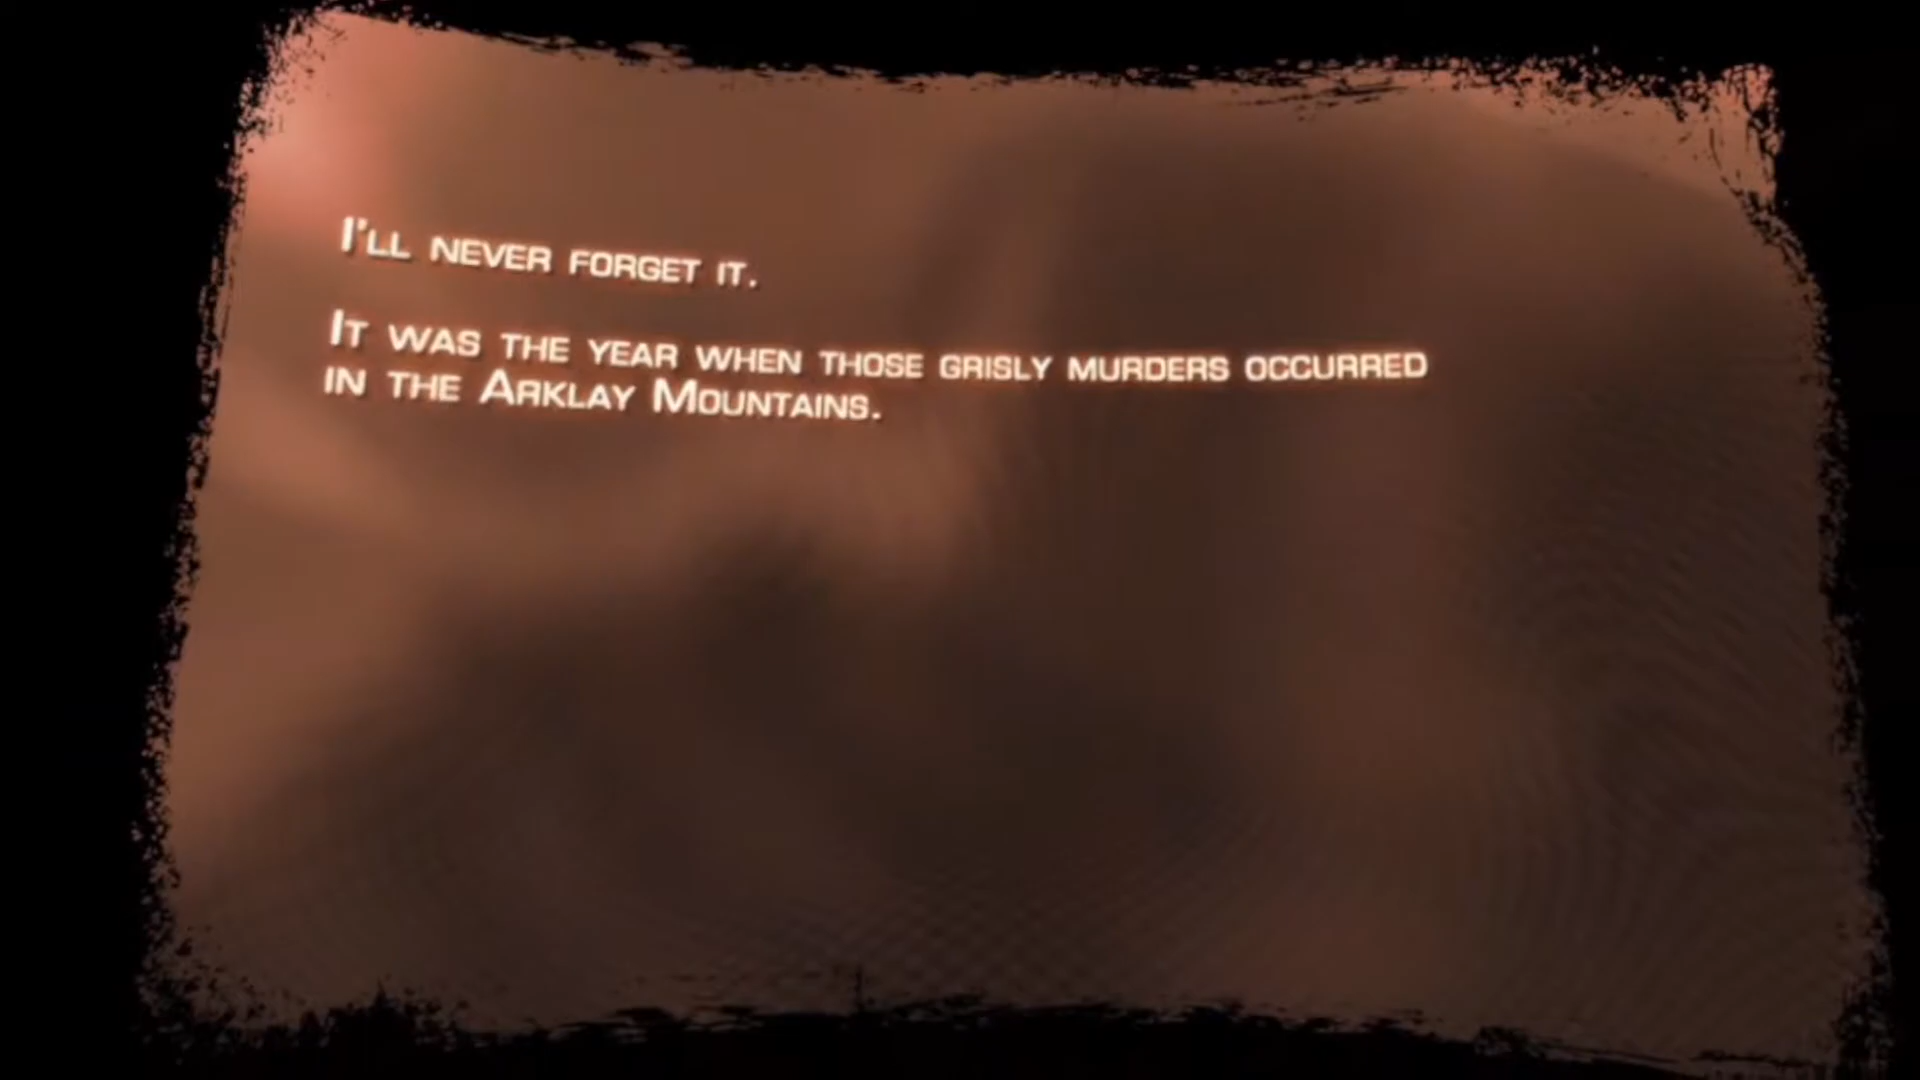 I'll never forget it.
It was the year when those grisly murders occurred
in the Arklay Mountains.